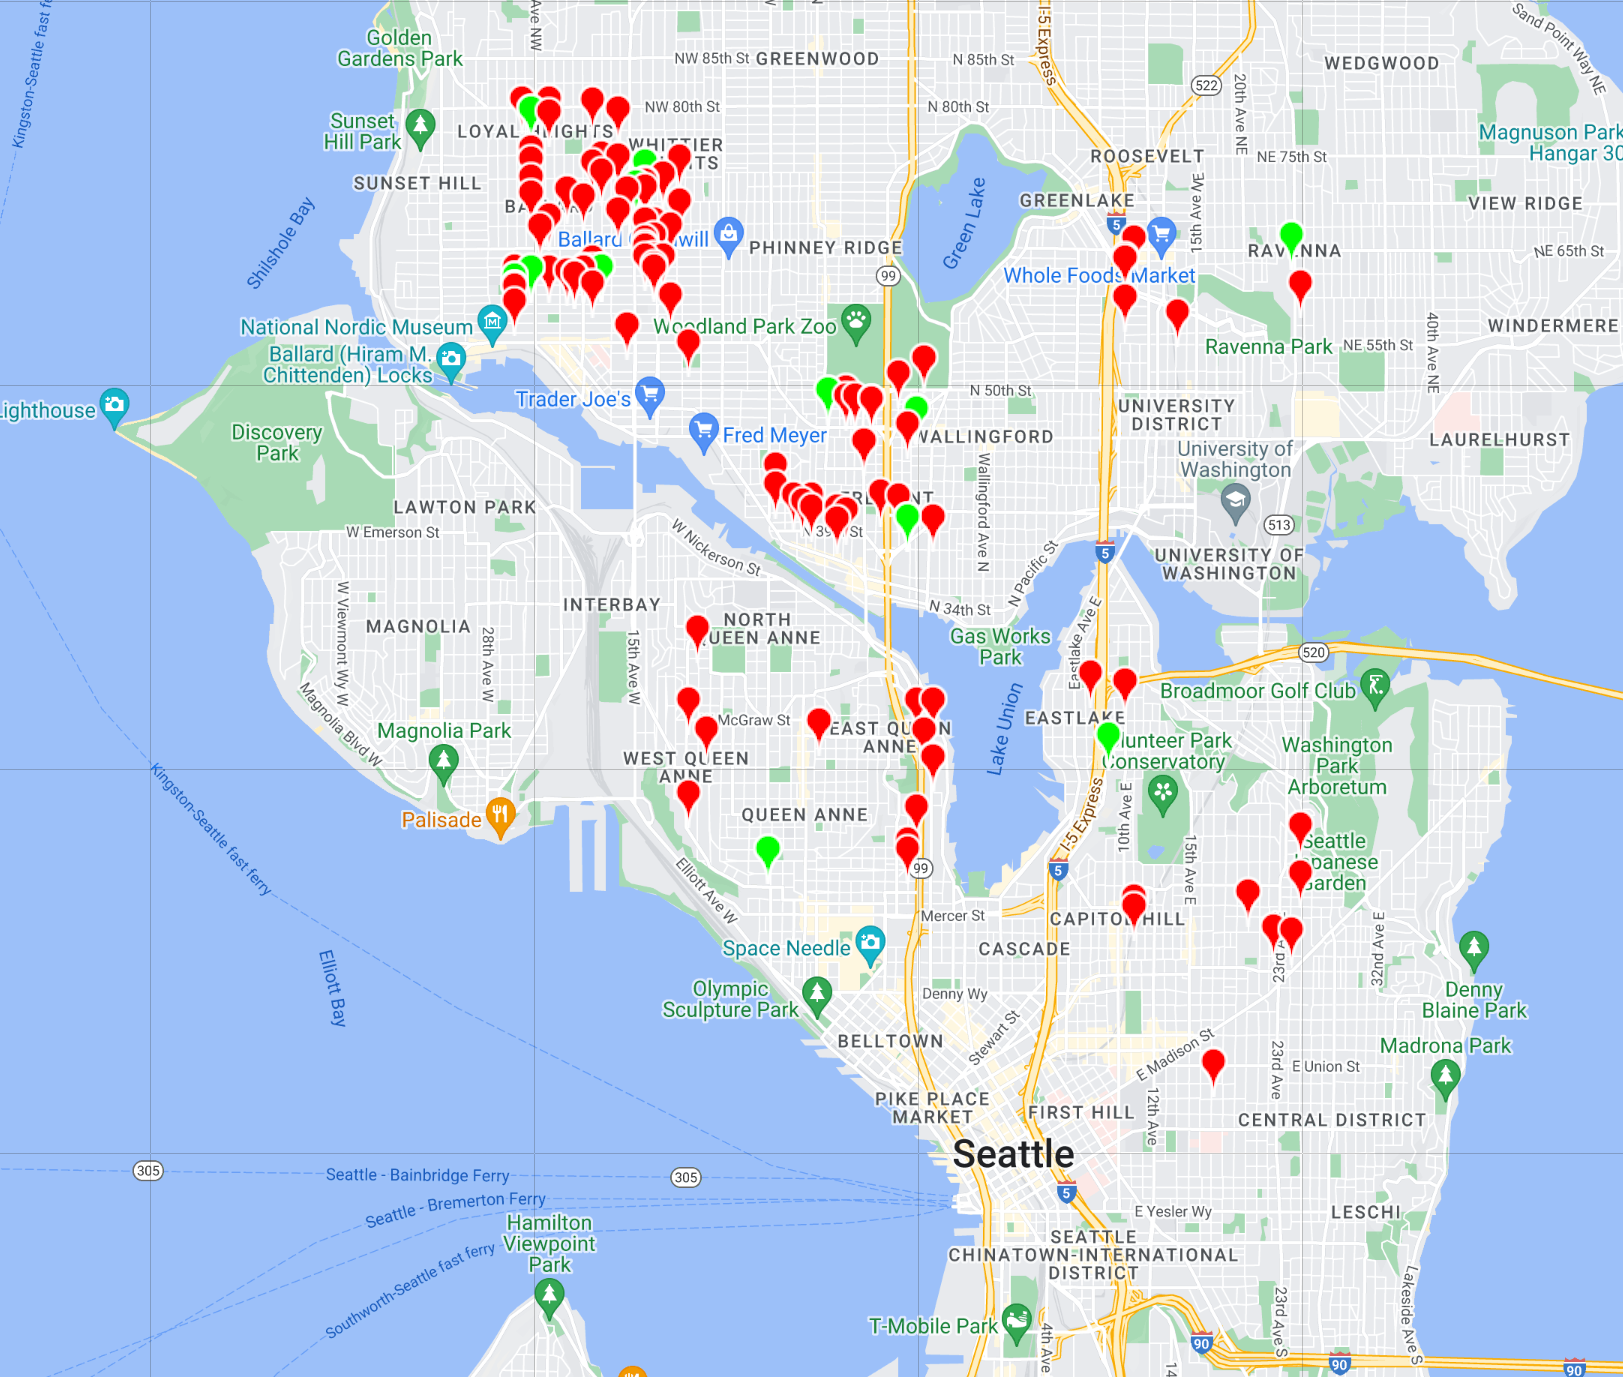 Kingston-Seattle fast f
Golden
Gardens Park
Ave NW
NW 85th St
GREENWOOD
I-5 Express
N 85th St
522
20th Ave NE
WEDGWOOD
Sand Point Way NE
NW 80th St
N 80th St
Sunset
Hill Park
LOYAL HEIGHTS
WHITTIER
Magnuson Park
Hangar 30
ROOSEVELT
NE 75th St
SUNSET HILL
GREENLAKE
15th Ave NE
VIEW RIDGE
Shilshole Bay
Green Lake
5
PHINNEY RIDGE
RAVENNA
NE 65th St
99
Whole Foods Market
National Nordic Museum
Woodland Park Zoo
WINDERMERE
Ballard (Hiram M.
Chittenden) Locks
Ravenna Park
NE 55th St
40th Ave NE
Lighthouse
Trader Joe's
N 50th St
Discovery
Park
Fred Meyer
WALLINGFORD
UNIVERSITY
DISTRICT
LAURELHURST
University of
Washington
Wallingford Ave N
LAWTON PARK
W Emerson St
W Nickerson St
N 39th St
513
5
N Pacific St
UNIVERSITY OF
WASHINGTON
W Viewmont Wy W
INTERBAY
N 34th St
Eastlake Ave E
MAGNOLIA
28th Ave W
15th Ave W
NORTH
QUEEN ANNE
Gas Works
Park
520
Magnolia Blvd W
Broadmoor Golf Club
McGraw St
EASTLAKE
Lake Union
Magnolia Park
EAST QUEEN
ANNE
Volunteer Park
Conservatory
Washington
Park
Arboretum
WEST QUEEN
ANNE
Kingston-Seattle fast ferry
Palisade
QUEEN ANNE
I-5 Express
10th Ave E
15th Ave E
Seattle
Japanese
Garden
Elliott Ave W
99
5
Mercer St
CAPITOL HILL
CASCADE
Space Needle
23rd A
32nd Ave E
Elliott Bay
Olympic
Sculpture Park
Denny Wy
Denny
Blaine Park
Stewart St
BELLTOWN
E Madison St
23rd Ave
E Union St
Madrona Park
PIKE PLACE
MARKET
FIRST HILL
12th Ave
CENTRAL DISTRICT
Seattle
305
Seattle - Bainbridge Ferry
305
5
Seattle - Bremerton Ferry
E Yesler Wy
LESCHI
Hamilton
Viewpoint
Park
SEATTLE
CHINATOWN-INTERNATIONAL
DISTRICT
Southworth-Seattle fast ferry
T-Mobile Park
4th Ave
14
23rd Ave S
Lakeside Ave S
90
90
90